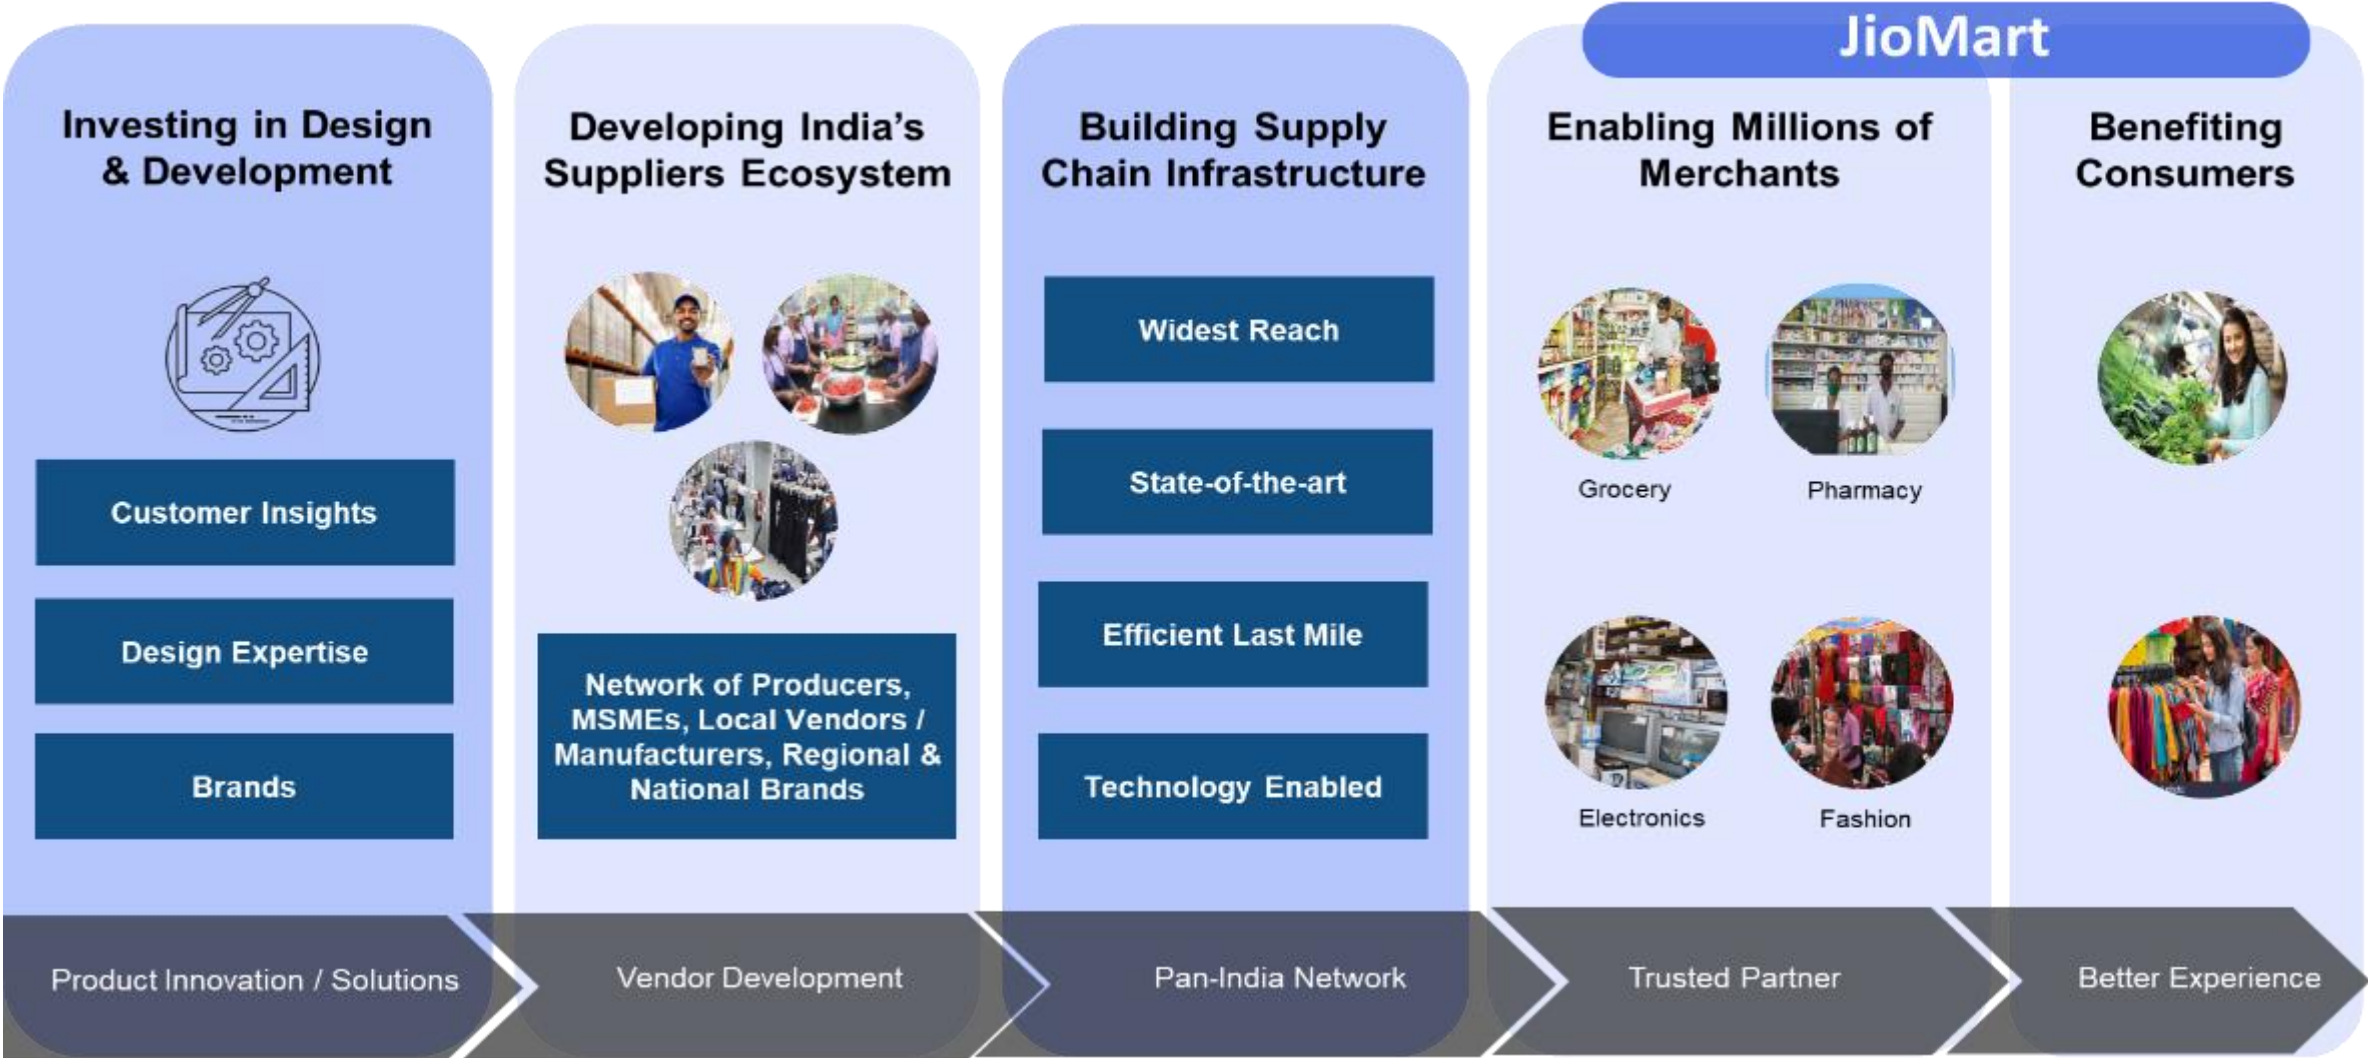 JioMart
Investing in Design
& Development
Customer Insights
Design Expertise
Brands
Product Innovation / Solutions
Developing India's
Suppliers Ecosystem
Network of Producers,
MSMEs, Local Vendors /
Manufacturers, Regional &
National Brands
Vendor Development
Building Supply
Chain Infrastructure
Widest Reach
State-of-the-art
Efficient Last Mile
Technology Enabled
Pan-India Network
Enabling Millions of
Merchants
Grocery
Pharmacy
Electronics
Fashion
Trusted Partner
Benefiting
Consumers
Better Experience